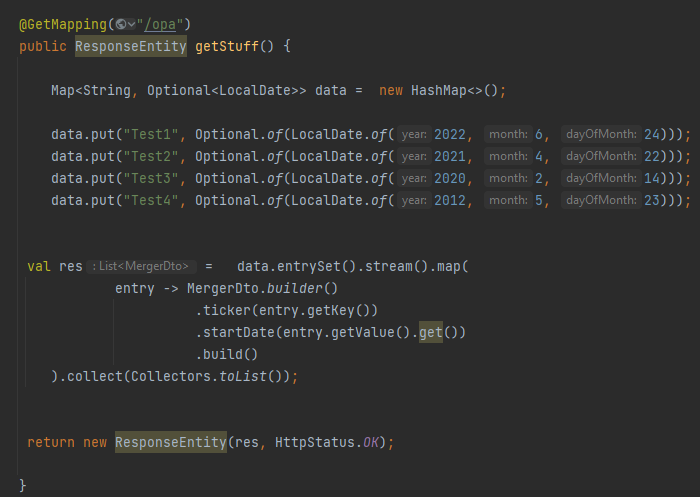 @GetMapping("/opa")
public ResponseEntity getStuff() {
Map<String, Optional<LocalDate>> data =  new HashMap<>();
data.put("Test1", Optional.of(LocalDate.of( year: 2022, month: 6, dayOfMonth: 24)));
data.put("Test2", Optional.of(LocalDate.of( year: 2021, month: 4, dayOfMonth: 22)));
data.put("Test3", Optional.of(LocalDate.of( year: 2020, month: 2, dayOfMonth: 14)));
data.put("Test4", Optional.of(LocalDate.of( year: 2012, month: 5, dayOfMonth: 23)));
val res : List<MergerDto> =   data.entrySet().stream().map(
entry -> MergerDto.builder()
.ticker(entry.getKey())
.startDate(entry.getValue().get())
.build()
).collect(Collectors.toList());
return new ResponseEntity(res, HttpStatus.OK);
}